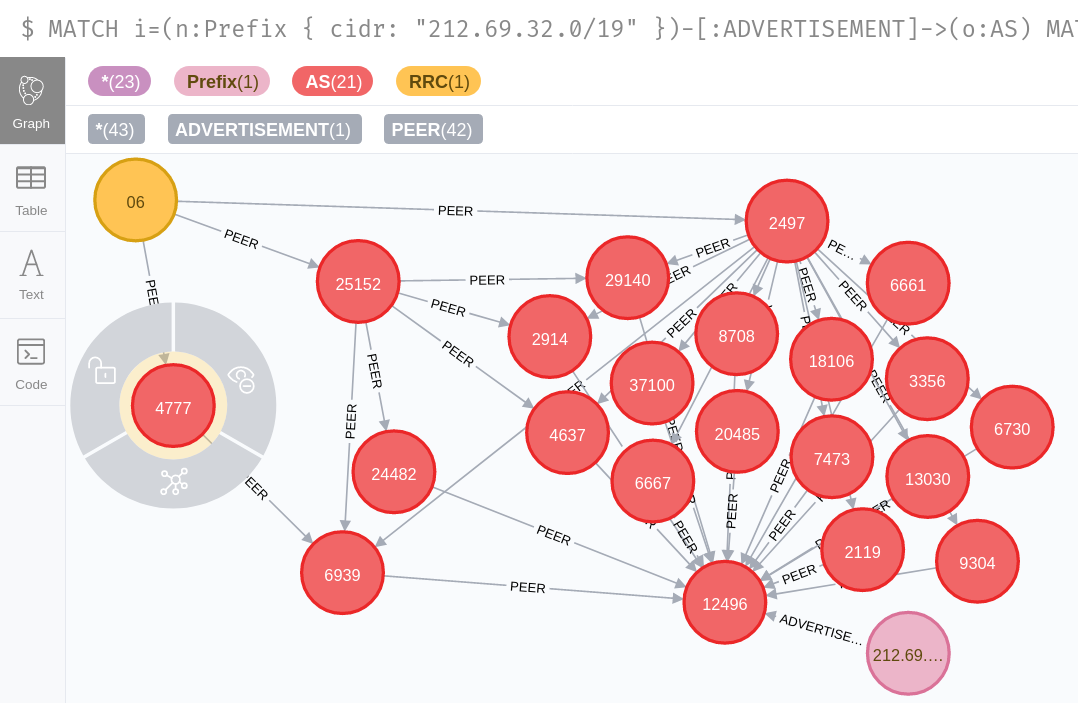 $ MATCH i=(n:Prefix { cidr: "212.69.32.0/19" })-[:ADVERTISEMENT]->(o:AS) MAT
*(23) Prefix(1) AS(21) RRC(1)
Graph
*(43) ADVERTISEMENT(1) PEER(42)
Table
Text
Code
06
PEER
2497
PEER
PEER
PE...
25152
PEER
29140
6661
PEER
2914
PEER
PEER
8708
PEER
18106
PEER
3356
PEER
PEER
37100
4777
PEER
4637
20485
7473
6730
24482
6667
PEER
13030
PEER
PEER
PEER
PEER
PEER
2119
9304
6939
PEER
PEER
12496
ADVERTISE...
212.69....